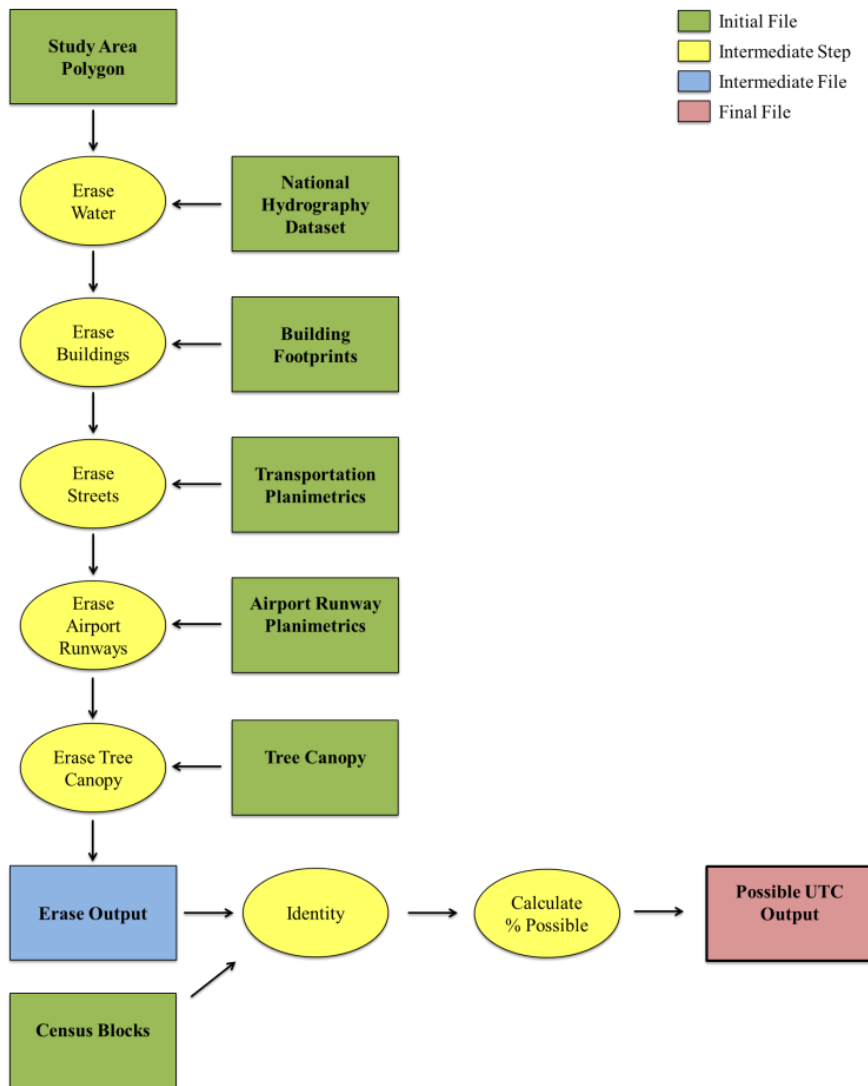 Study Area
Polygon
Initial File
Intermediate Step
Intermediate File
Final File
Erase
Water
National
Hydrography
Dataset
Erase
Buildings
Building
Footprints
Erase
Streets
Transportation
Planimetrics
Erase
Airport
Runways
Airport Runway
Planimetrics
Erase Tree
Canopy
Tree Canopy
Erase Output
Identity
Calculate
% Possible
Possible UTC
Output
Census Blocks